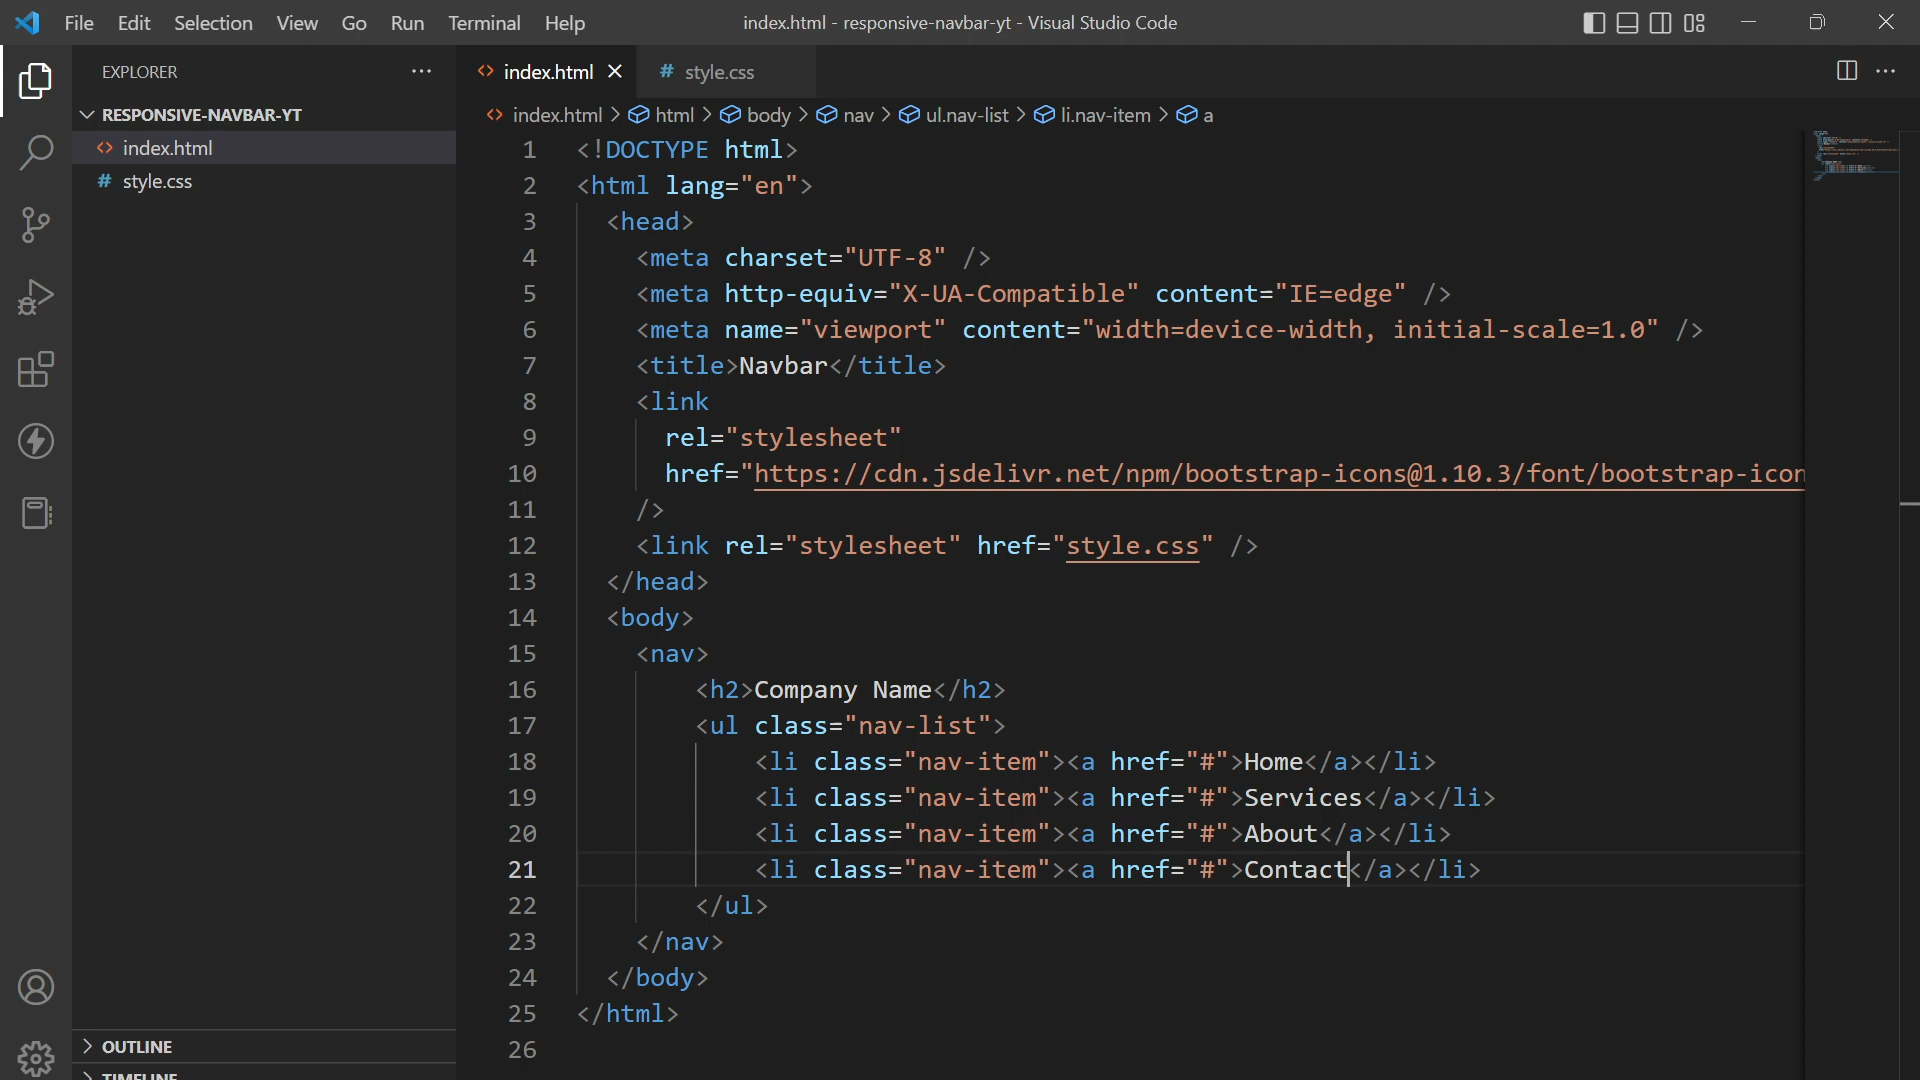 File Edit Selection View Go Run Terminal Help
index.html - responsive-navbar-yt - Visual Studio Code
EXPLORER
RESPONSIVE-NAVBAR-YT
<> index.html
# style.css
OUTLINE
TIMELINE
<> index.html
# style.css
<> index.html > html > body > nav > ul.nav-list > li.nav-item > a
1 <!DOCTYPE html>
2 <html lang="en">
3 <head>
4 <meta charset="UTF-8" />
5 <meta http-equiv="X-UA-Compatible" content="IE=edge" />
6 <meta name="viewport" content="width=device-width, initial-scale=1.0" />
7 <title>Navbar</title>
8 <link
9 rel="stylesheet"
10 href="https://cdn.jsdelivr.net/npm/bootstrap-icons@1.10.3/font/bootstrap-icon
11 />
12 <link rel="stylesheet" href="style.css" />
13 </head>
14 <body>
15 <nav>
16 <h2>Company Name</h2>
17 <ul class="nav-list">
18 <li class="nav-item"><a href="#">Home</a></li>
19 <li class="nav-item"><a href="#">Services</a></li>
20 <li class="nav-item"><a href="#">About</a></li>
21 <li class="nav-item"><a href="#">Contact</a></li>
22 </ul>
23 </nav>
24 </body>
25 </html>
26